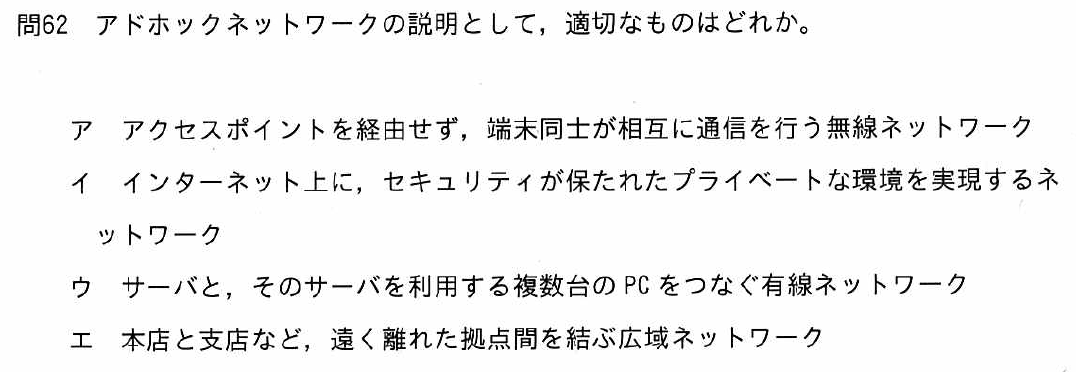 問62 アドホックネットワークの説明として，適切なものはどれか。
ア アクセスポイントを経由せず，端末同士が相互に通信を行う無線ネットワーク
イ インターネット上に，セキュリティが保たれたプライベートな環境を実現するネ
ットワーク
ウ サーバと，そのサーバを利用する複数台の PC をつなぐ有線ネットワーク
エ 本店と支店など，遠く離れた拠点間を結ぶ広域ネットワーク